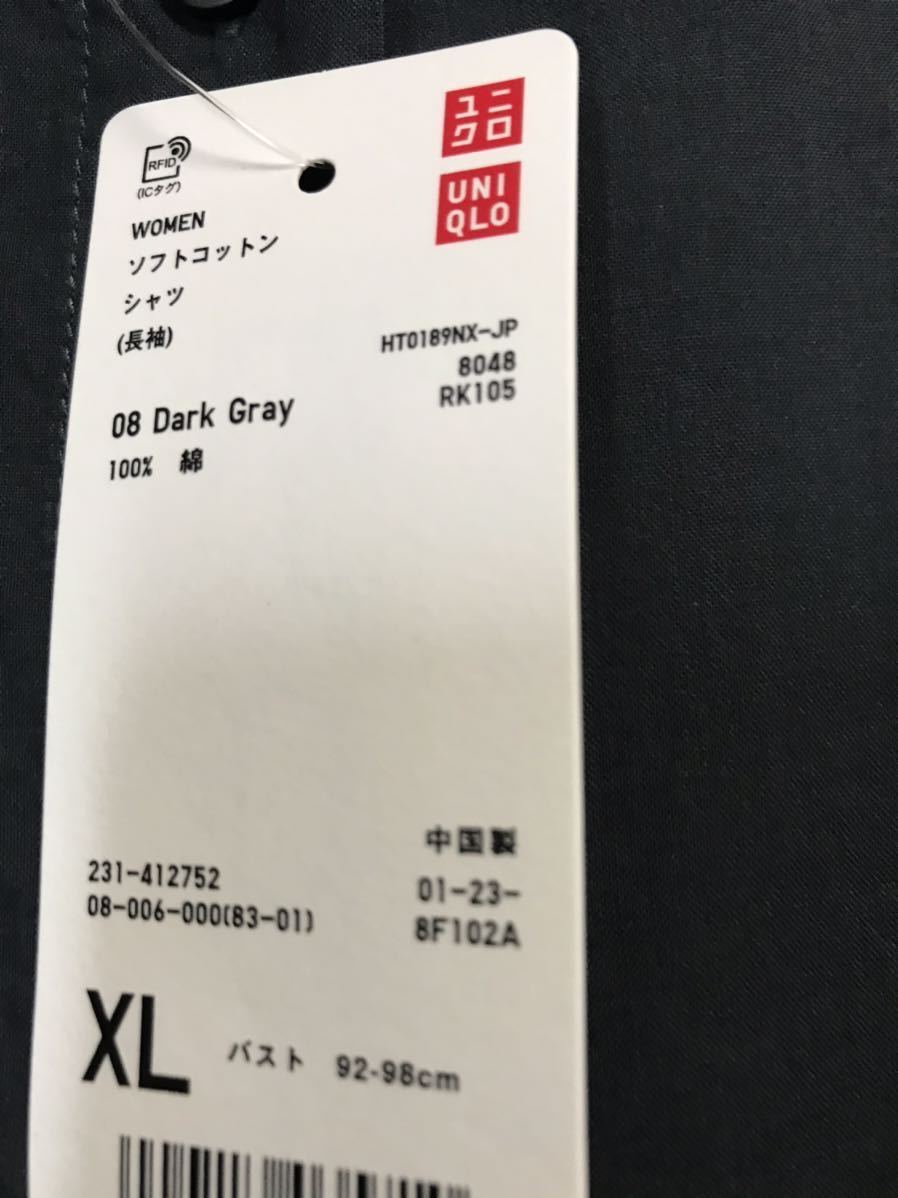 RFID
(ICタグ)
ユニ
クロ
UNI
QLO
WOMEN
ソフトコットン
シャツ
(長袖)
HT0189NX-JP
8048
RK105
08 Dark Gray
100% 綿
中国製
231-412752
01-23-
08-006-000(83-01)
8F102A
XL バスト 92-98cm